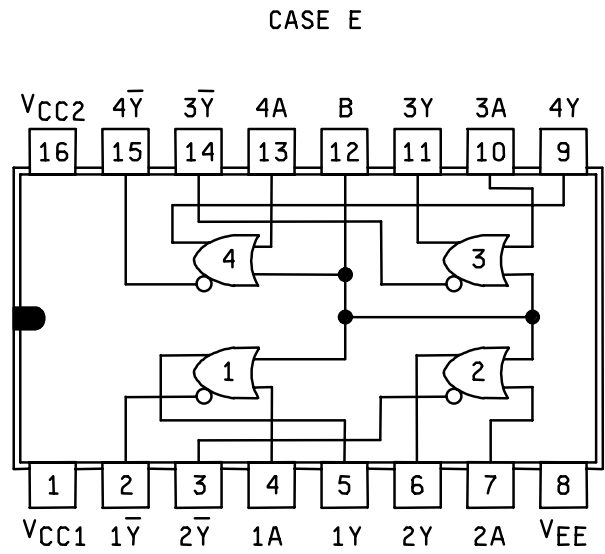 CASE E
VCC2 4Y̅ 3Y̅ 4A B 3Y 3A 4Y
16 15 14 13 12 11 10 9
4 3
1 2
1 2 3 4 5 6 7 8
VCC1 1Y̅ 2Y̅ 1A 1Y 2Y 2A VEE